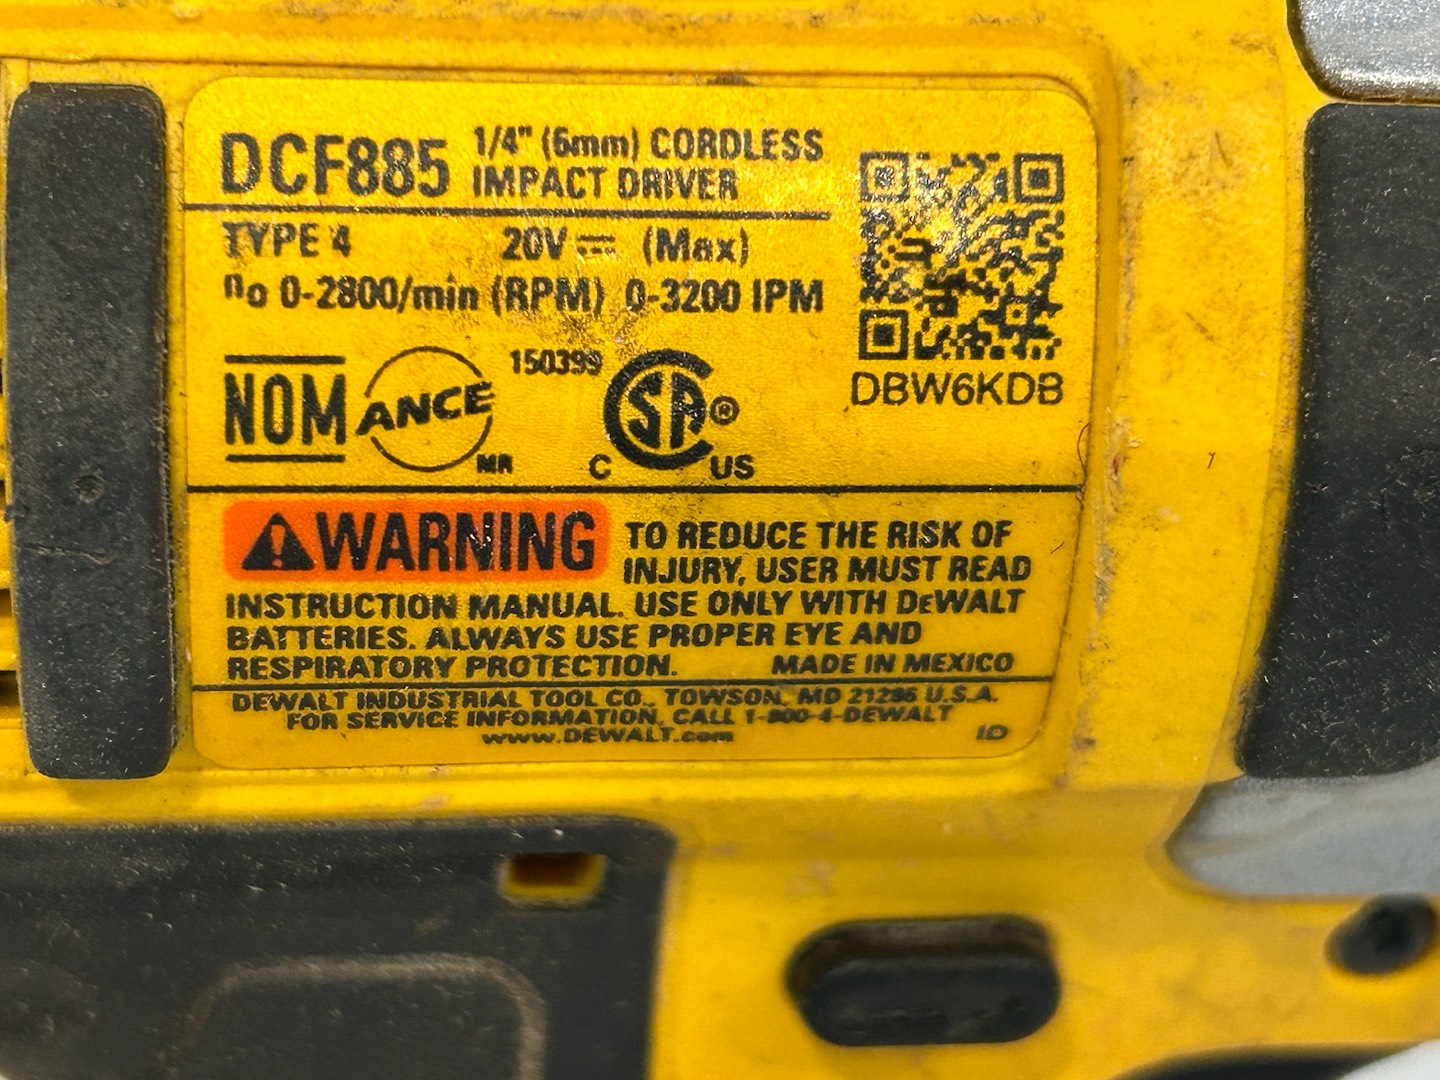 DCF885 1/4" (6mm) CORDLESS
IMPACT DRIVER
TYPE 4 20V ⎓ (Max)
n₀ 0-2800/min (RPM) 0-3200 IPM
DBW6KDB
NOM ANCE MR 150399 C SA® US
⚠WARNING TO REDUCE THE RISK OF
INJURY, USER MUST READ
INSTRUCTION MANUAL. USE ONLY WITH DeWALT
BATTERIES. ALWAYS USE PROPER EYE AND
RESPIRATORY PROTECTION. MADE IN MEXICO
DEWALT INDUSTRIAL TOOL CO., TOWSON, MD 21286 U.S.A.
FOR SERVICE INFORMATION, CALL 1-800-4-DEWALT
www.DEWALT.com ID